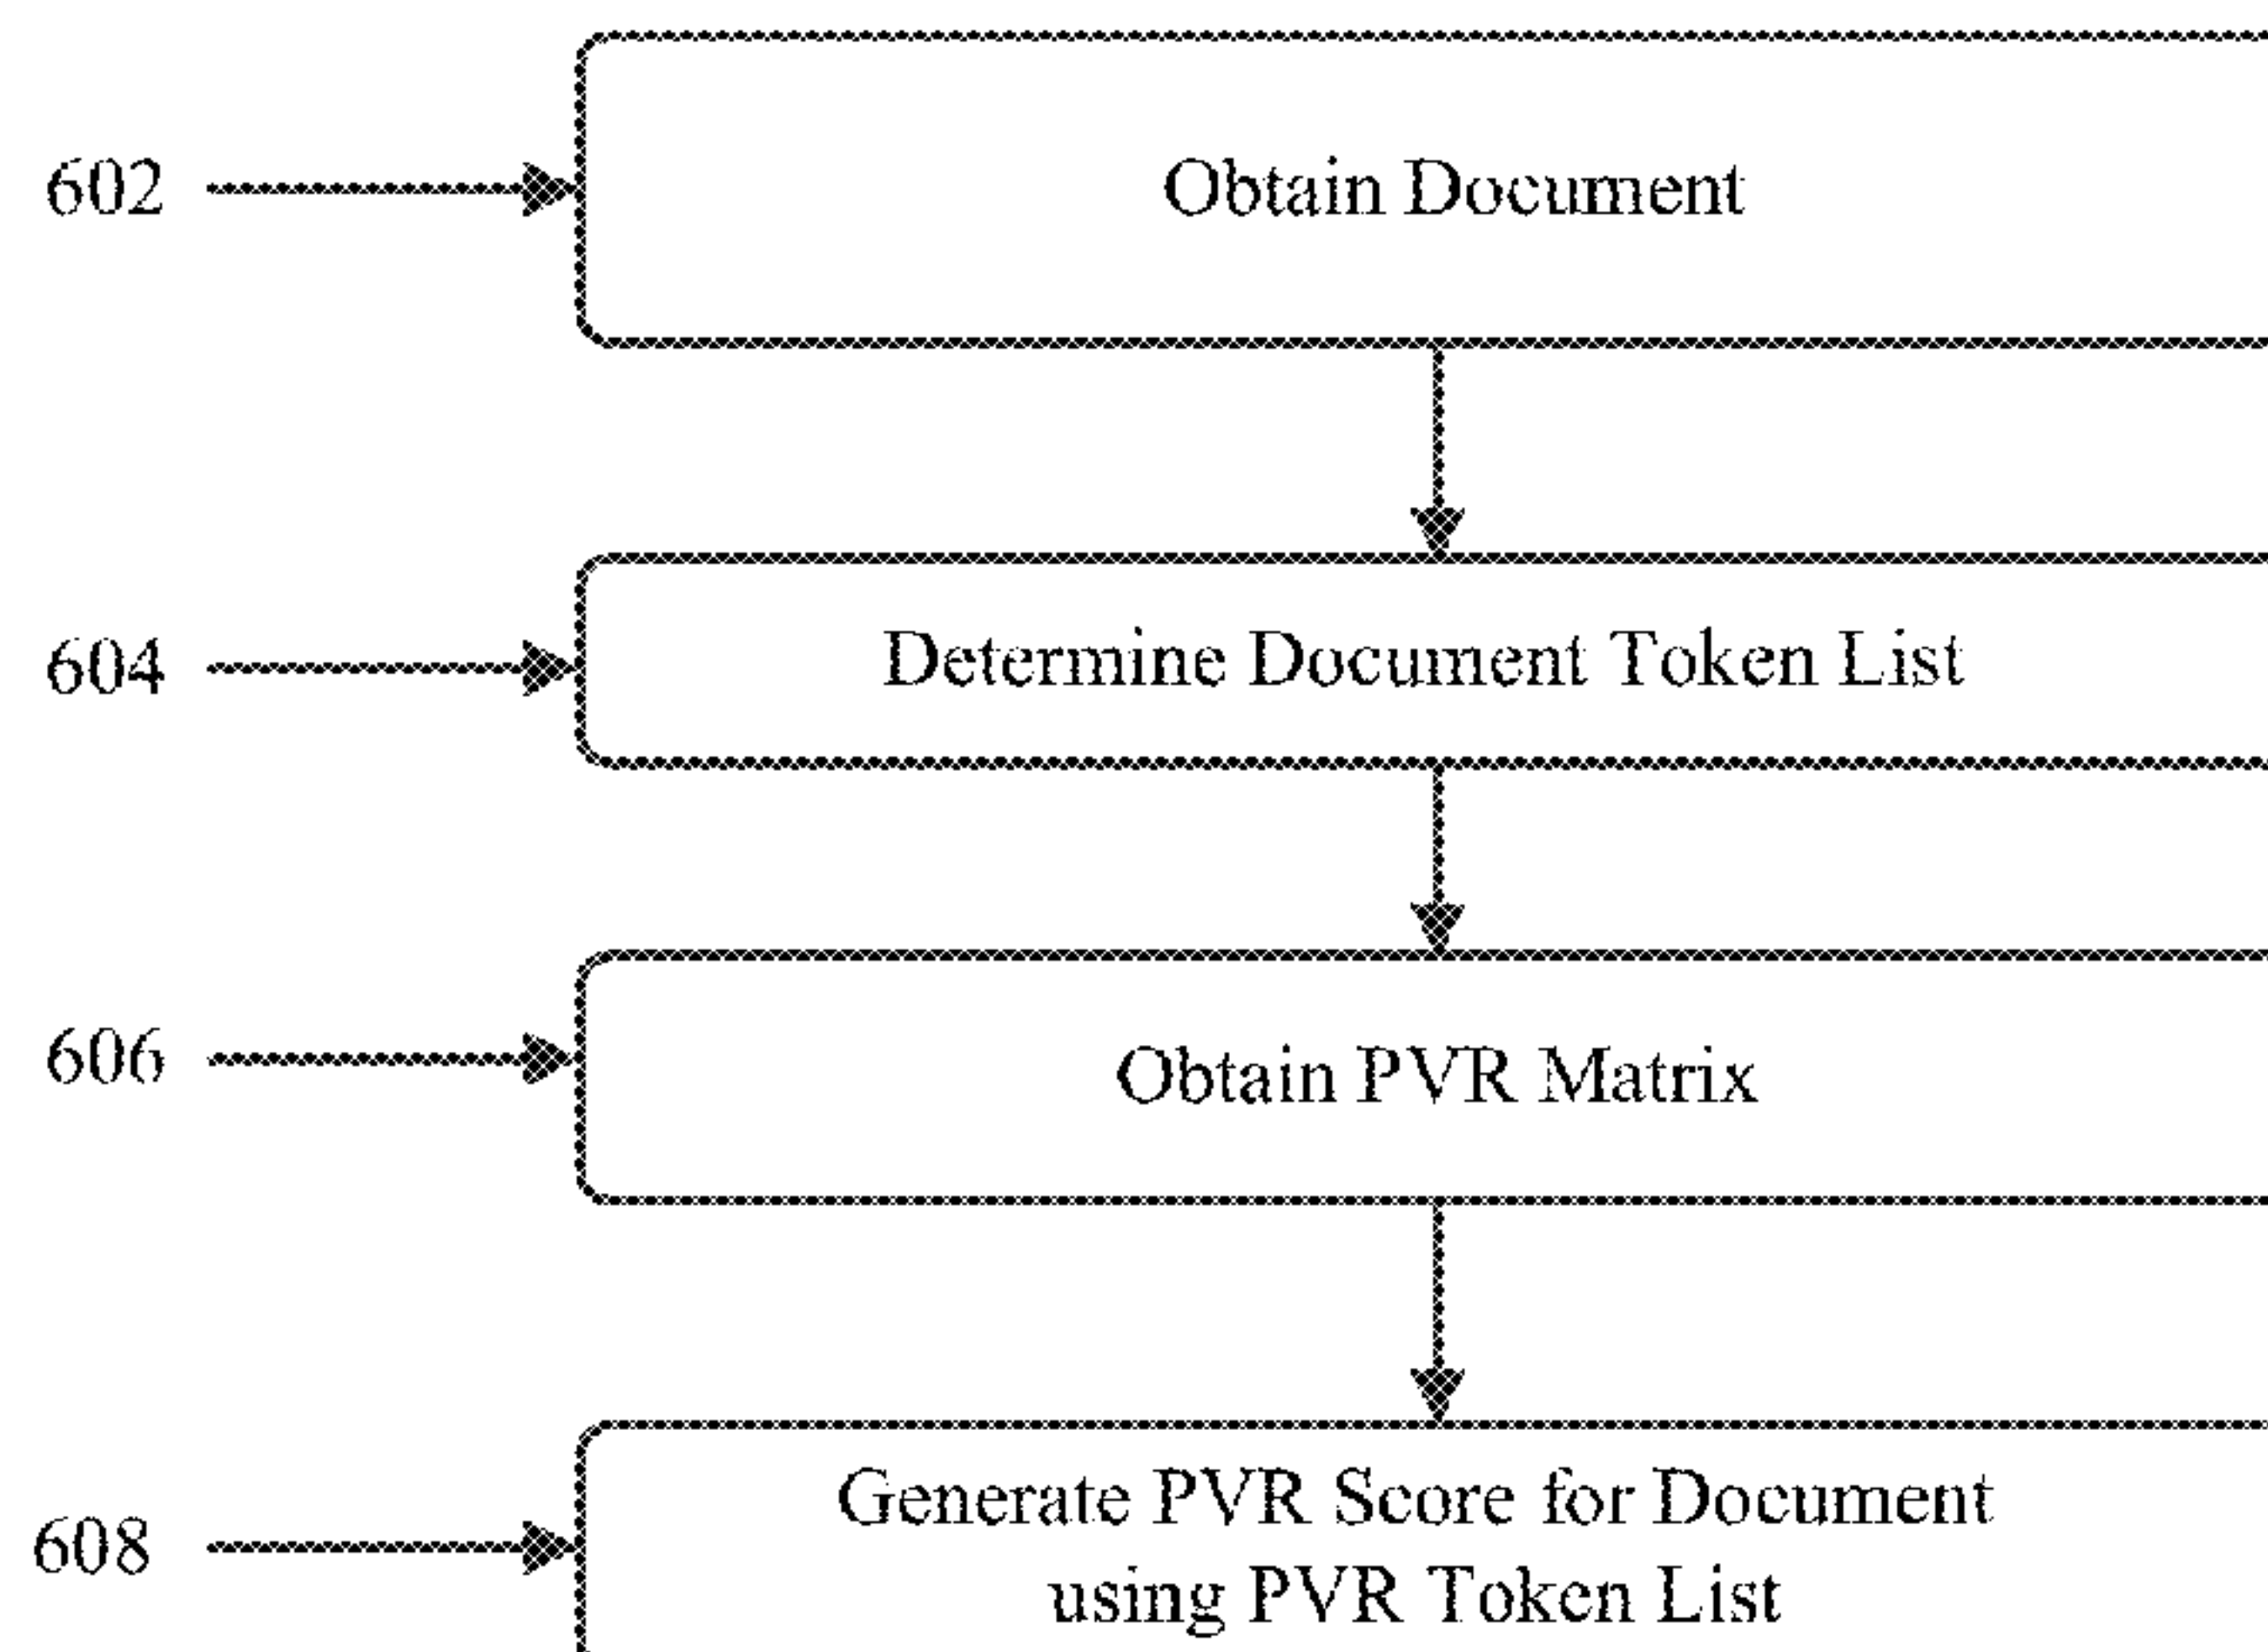 602
Obtain Document
604
Determine Document Token List
606
Obtain PVR Matrix
608
Generate PVR Score for Document
using PVR Token List